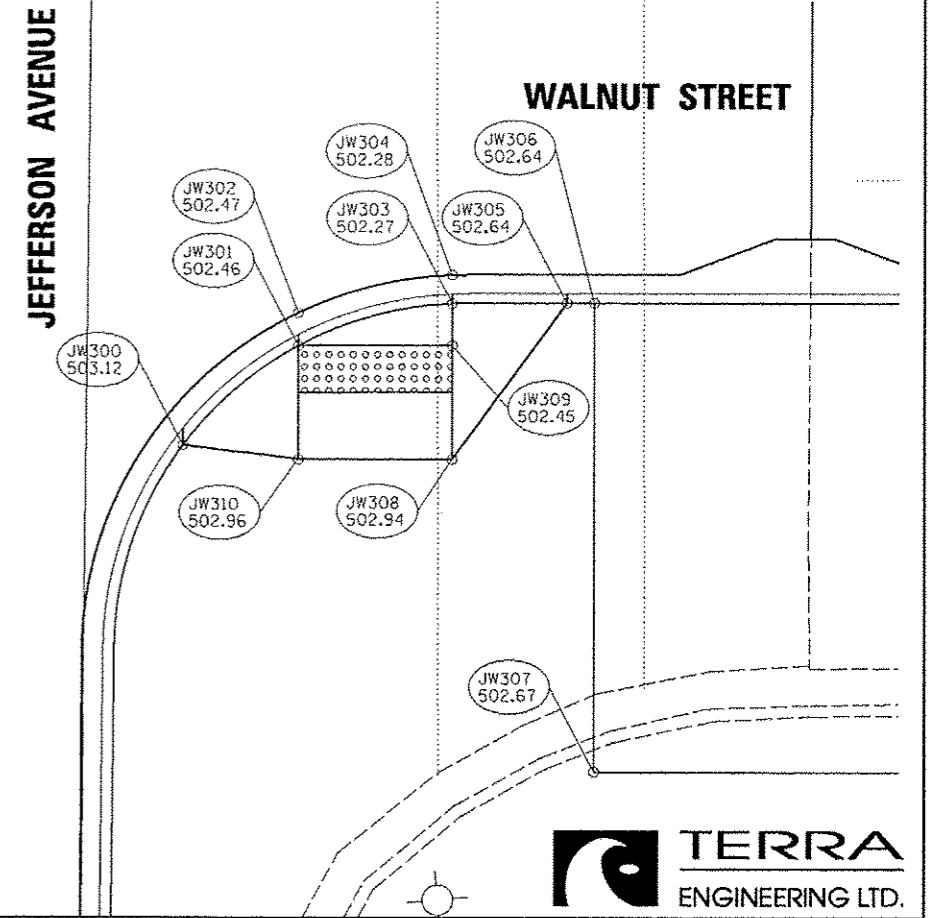 JEFFERSON AVENUE
WALNUT STREET
JW304
502.28
JW306
502.64
JW302
502.47
JW303
502.27
JW305
502.64
JW301
502.46
JW300
503.12
JW309
502.45
JW310
502.96
JW308
502.94
JW307
502.67
TERRA
ENGINEERING LTD.